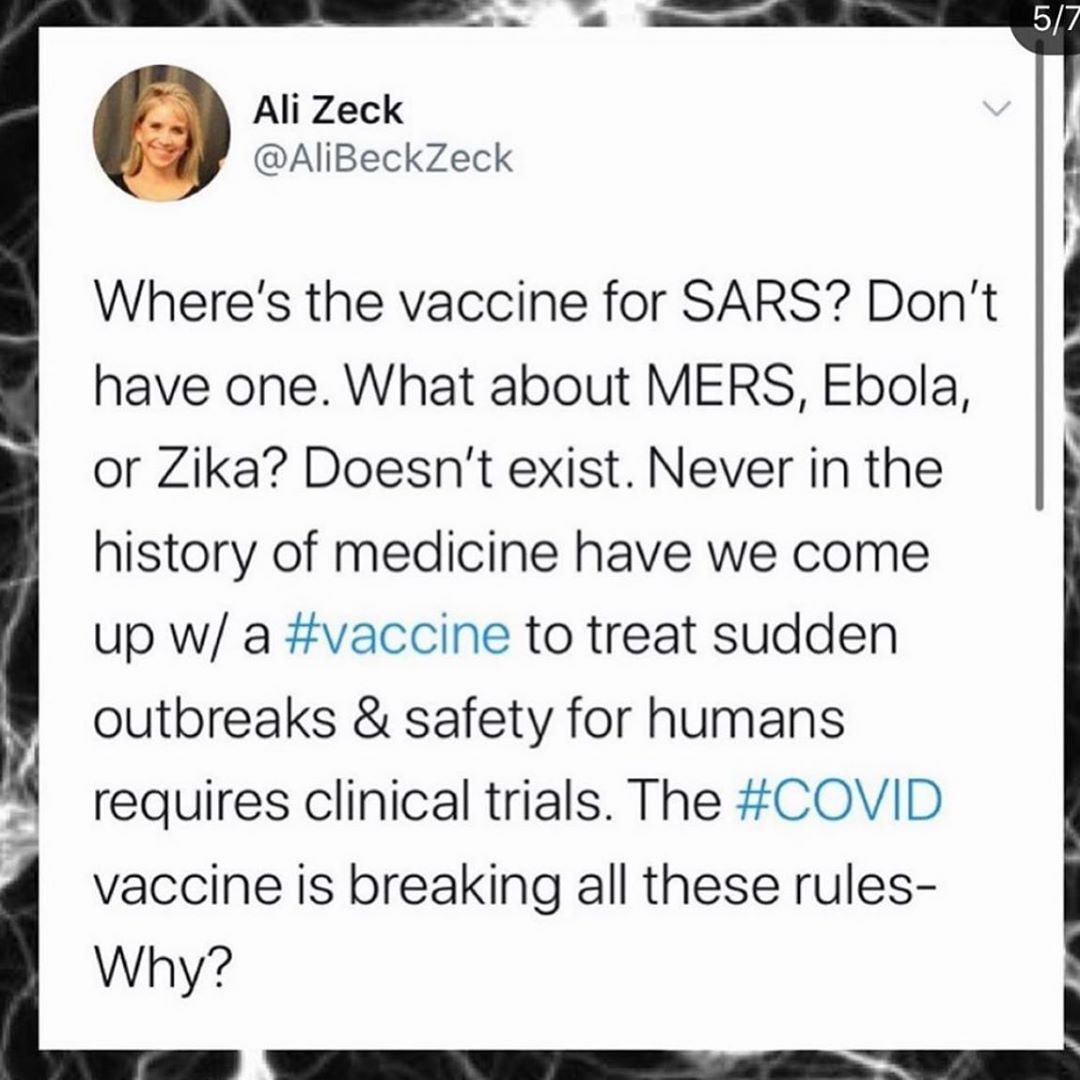 5/7
Ali Zeck
@AliBeckZeck
Where's the vaccine for SARS? Don't
have one. What about MERS, Ebola,
or Zika? Doesn't exist. Never in the
history of medicine have we come
up w/ a #vaccine to treat sudden
outbreaks & safety for humans
requires clinical trials. The #COVID
vaccine is breaking all these rules-
Why?